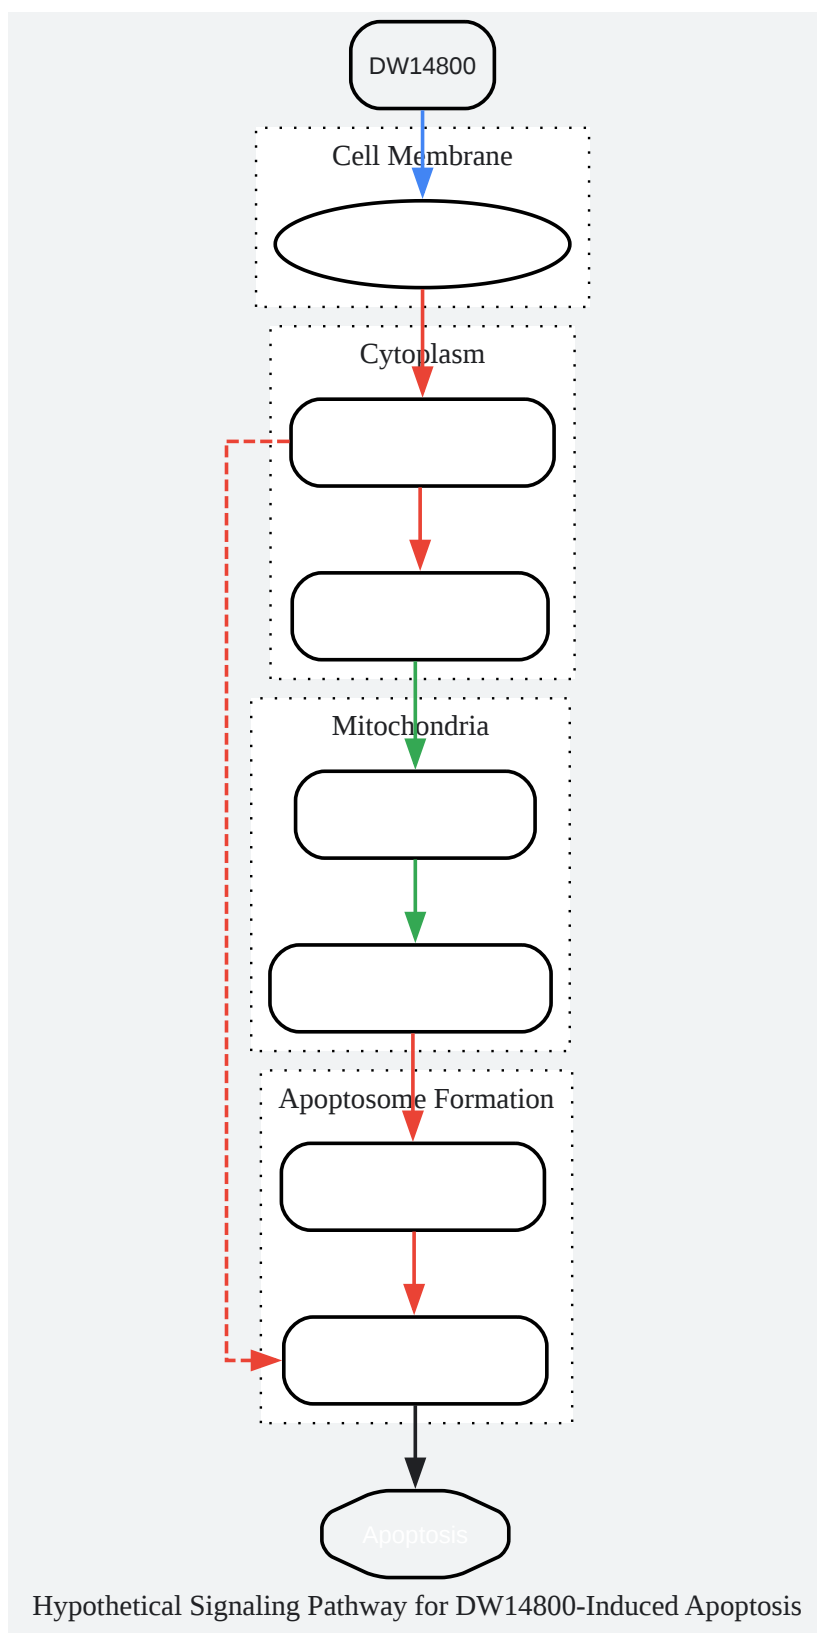 DW14800
Cell Membrane
Cytoplasm
Mitochondria
Apoptosome Formation
Apoptosis
Hypothetical Signaling Pathway for DW14800-Induced Apoptosis